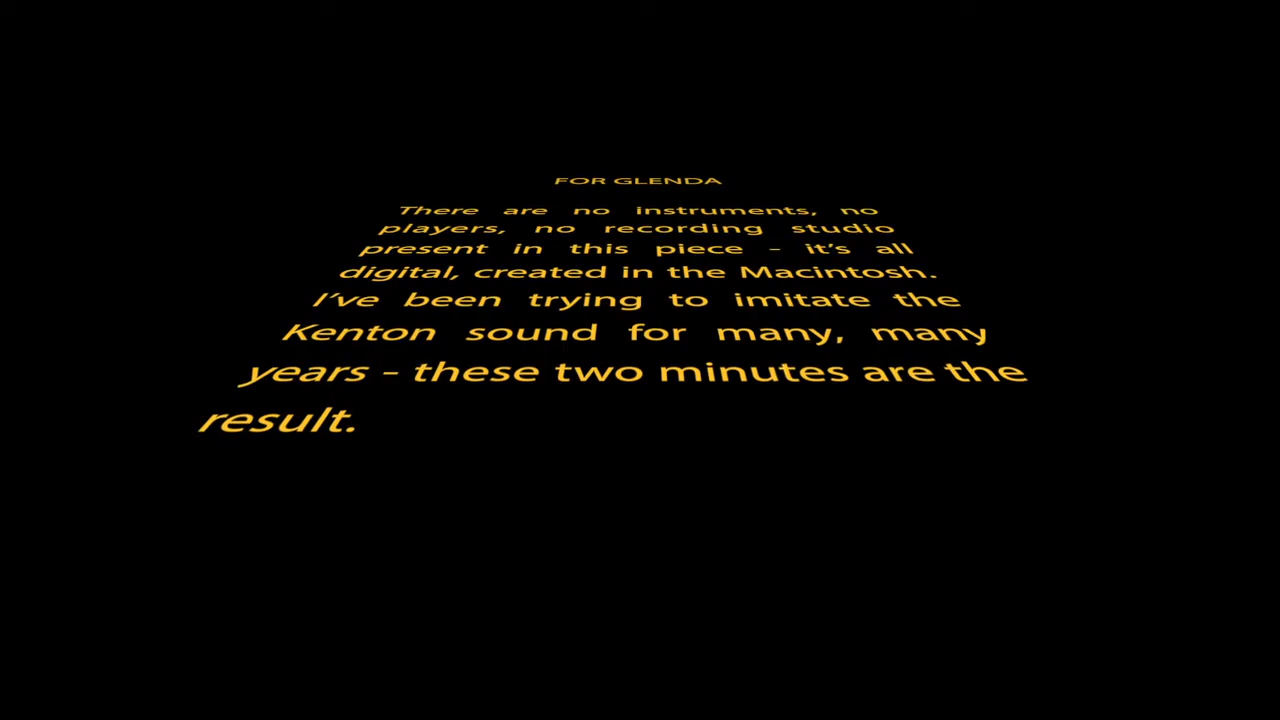 FOR GLENDA
There are no instruments, no
players, no recording studio
present in this piece – it’s all
digital, created in the Macintosh.
I’ve been trying to imitate the
Kenton sound for many, many
years – these two minutes are the
result.